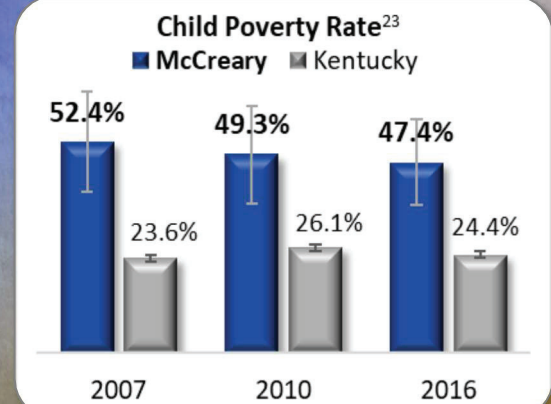 Child Poverty Rate23
McCreary Kentucky
52.4%
49.3%
47.4%
23.6%
26.1%
24.4%
2007 2010 2016